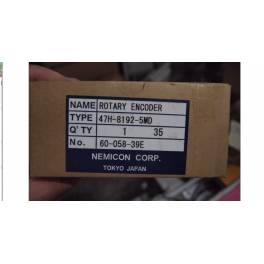 NAME ROTARY ENCODER
TYPE 47H-8192-5MD
Q'TY 1 35
No. 60-058-39E
NEMICON CORP.
TOKYO JAPAN